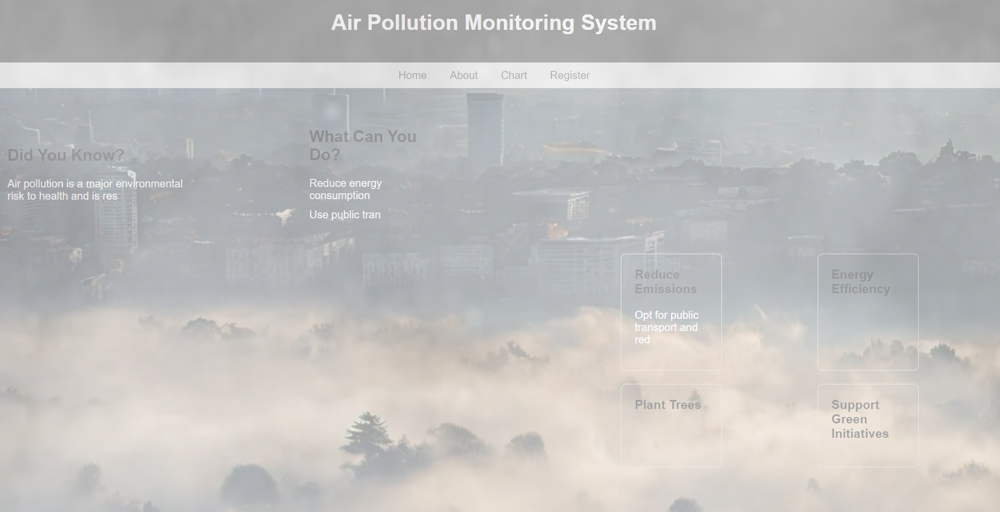 Air Pollution Monitoring System
Home About Chart Register
Did You Know?
Air pollution is a major environmental
risk to health and is res
What Can You
Do?
Reduce energy
consumption
Use public tran
Reduce
Emissions
Opt for public
transport and
red
Energy
Efficiency
Plant Trees
Support
Green
Initiatives